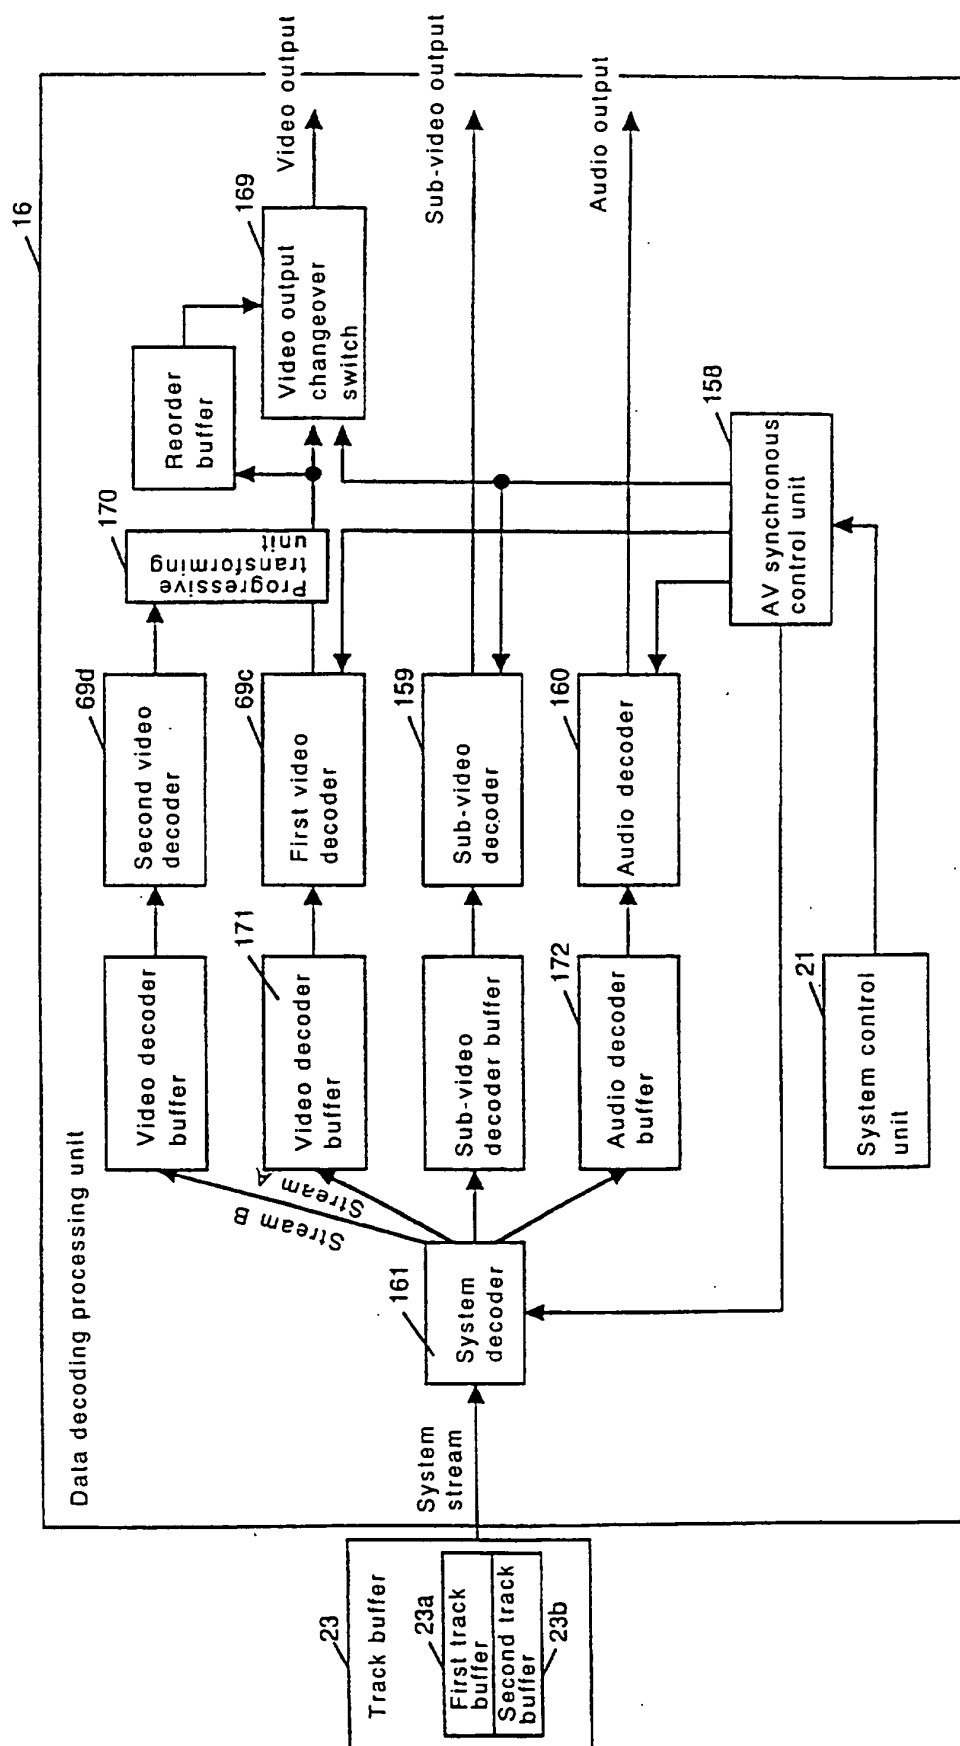 16
Data decoding processing unit
23
Track buffer
23a
First track
buffer
Second track
buffer
23b
System
stream
161
System
decoder
Stream B
Stream A
Video decoder
buffer
171
Video decoder
buffer
Sub-video
decoder buffer
172
Audio decoder
buffer
21
System control
unit
69d
Second video
decoder
69c
First video
decoder
159
Sub-video
decoder
160
Audio decoder
170
Progressive
transforming
unit
Reorder
buffer
158
AV synchronous
control unit
169
Video output
changeover
switch
Video output
Sub-video output
Audio output